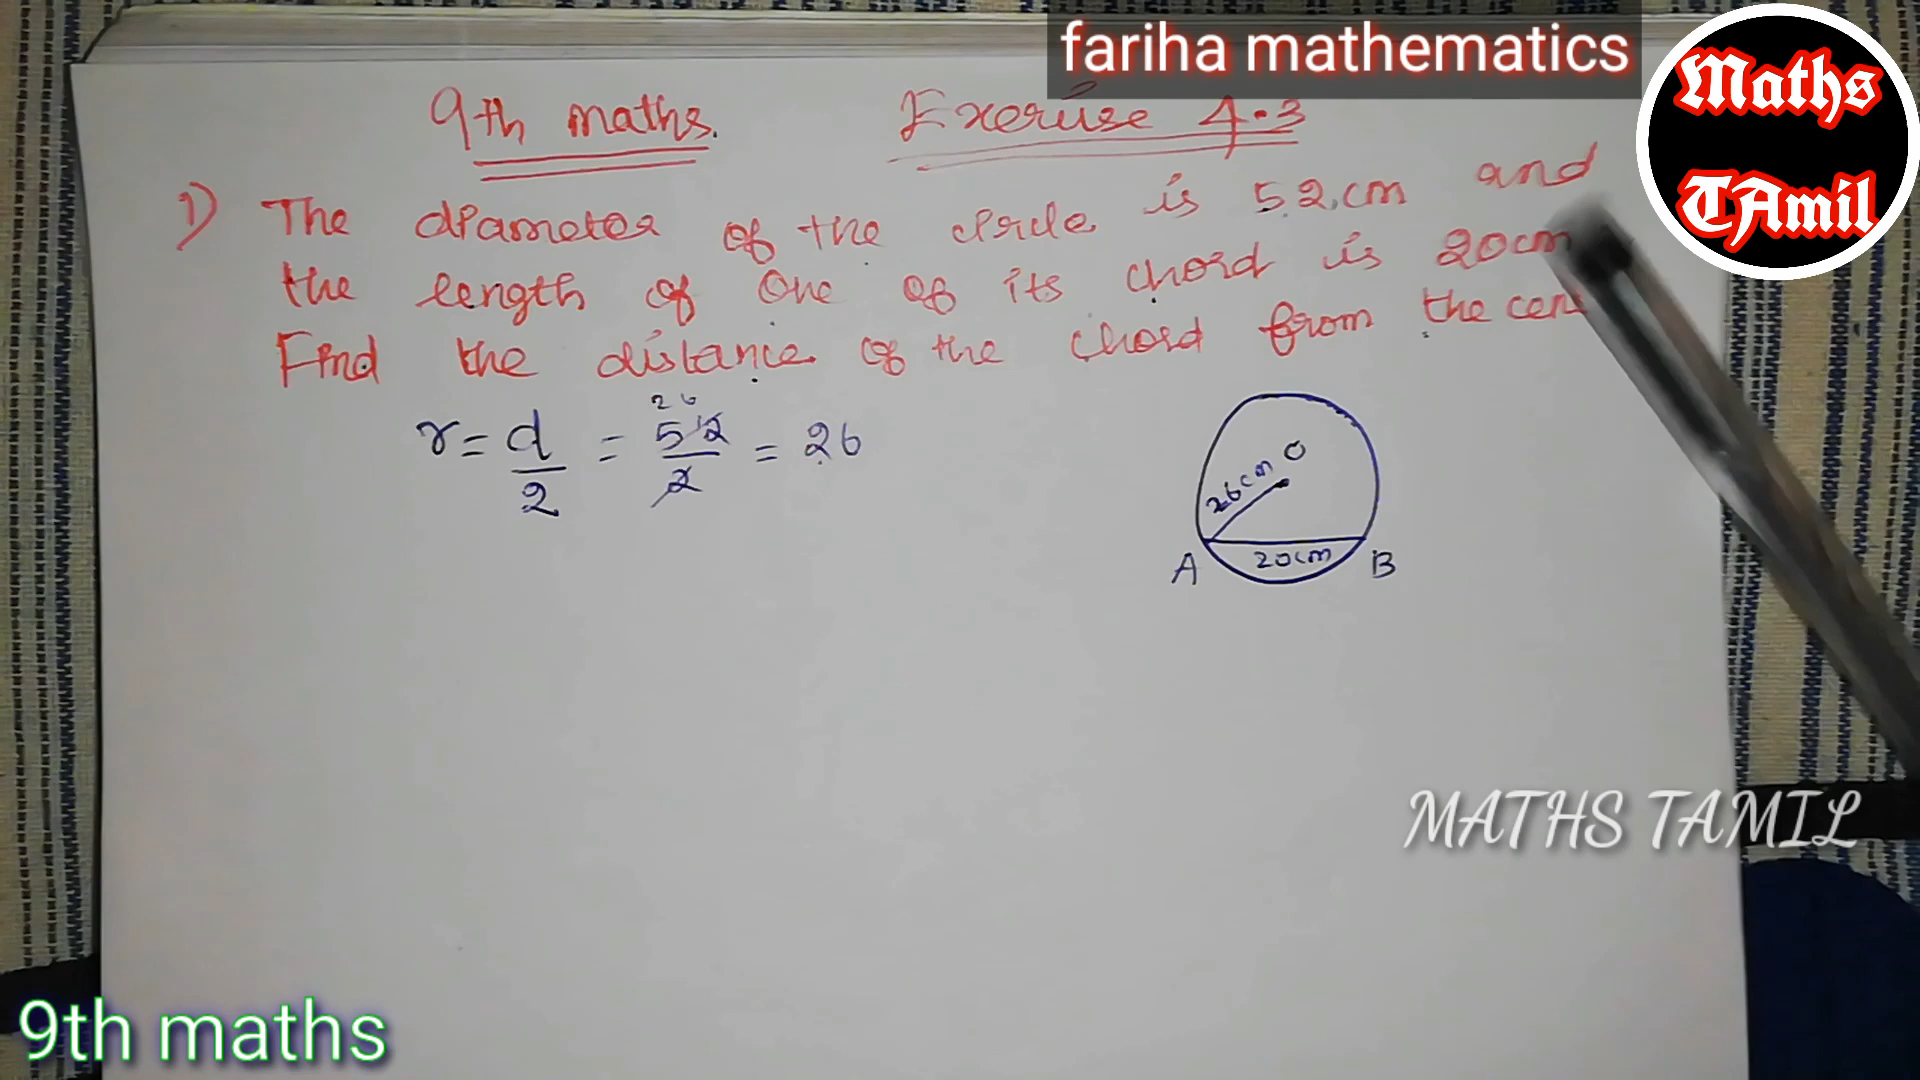 fariha mathematics
Maths
TAmil
9th maths. Exercise 4.3
1) The diameter of the circle is 52 cm and
the length of one of its chord is 20cm
Find the distance of the chord from the cen
r = d/2 = 52/2 = 26
26
26cm O
20cm
A B
MATHS TAMIL
9th maths